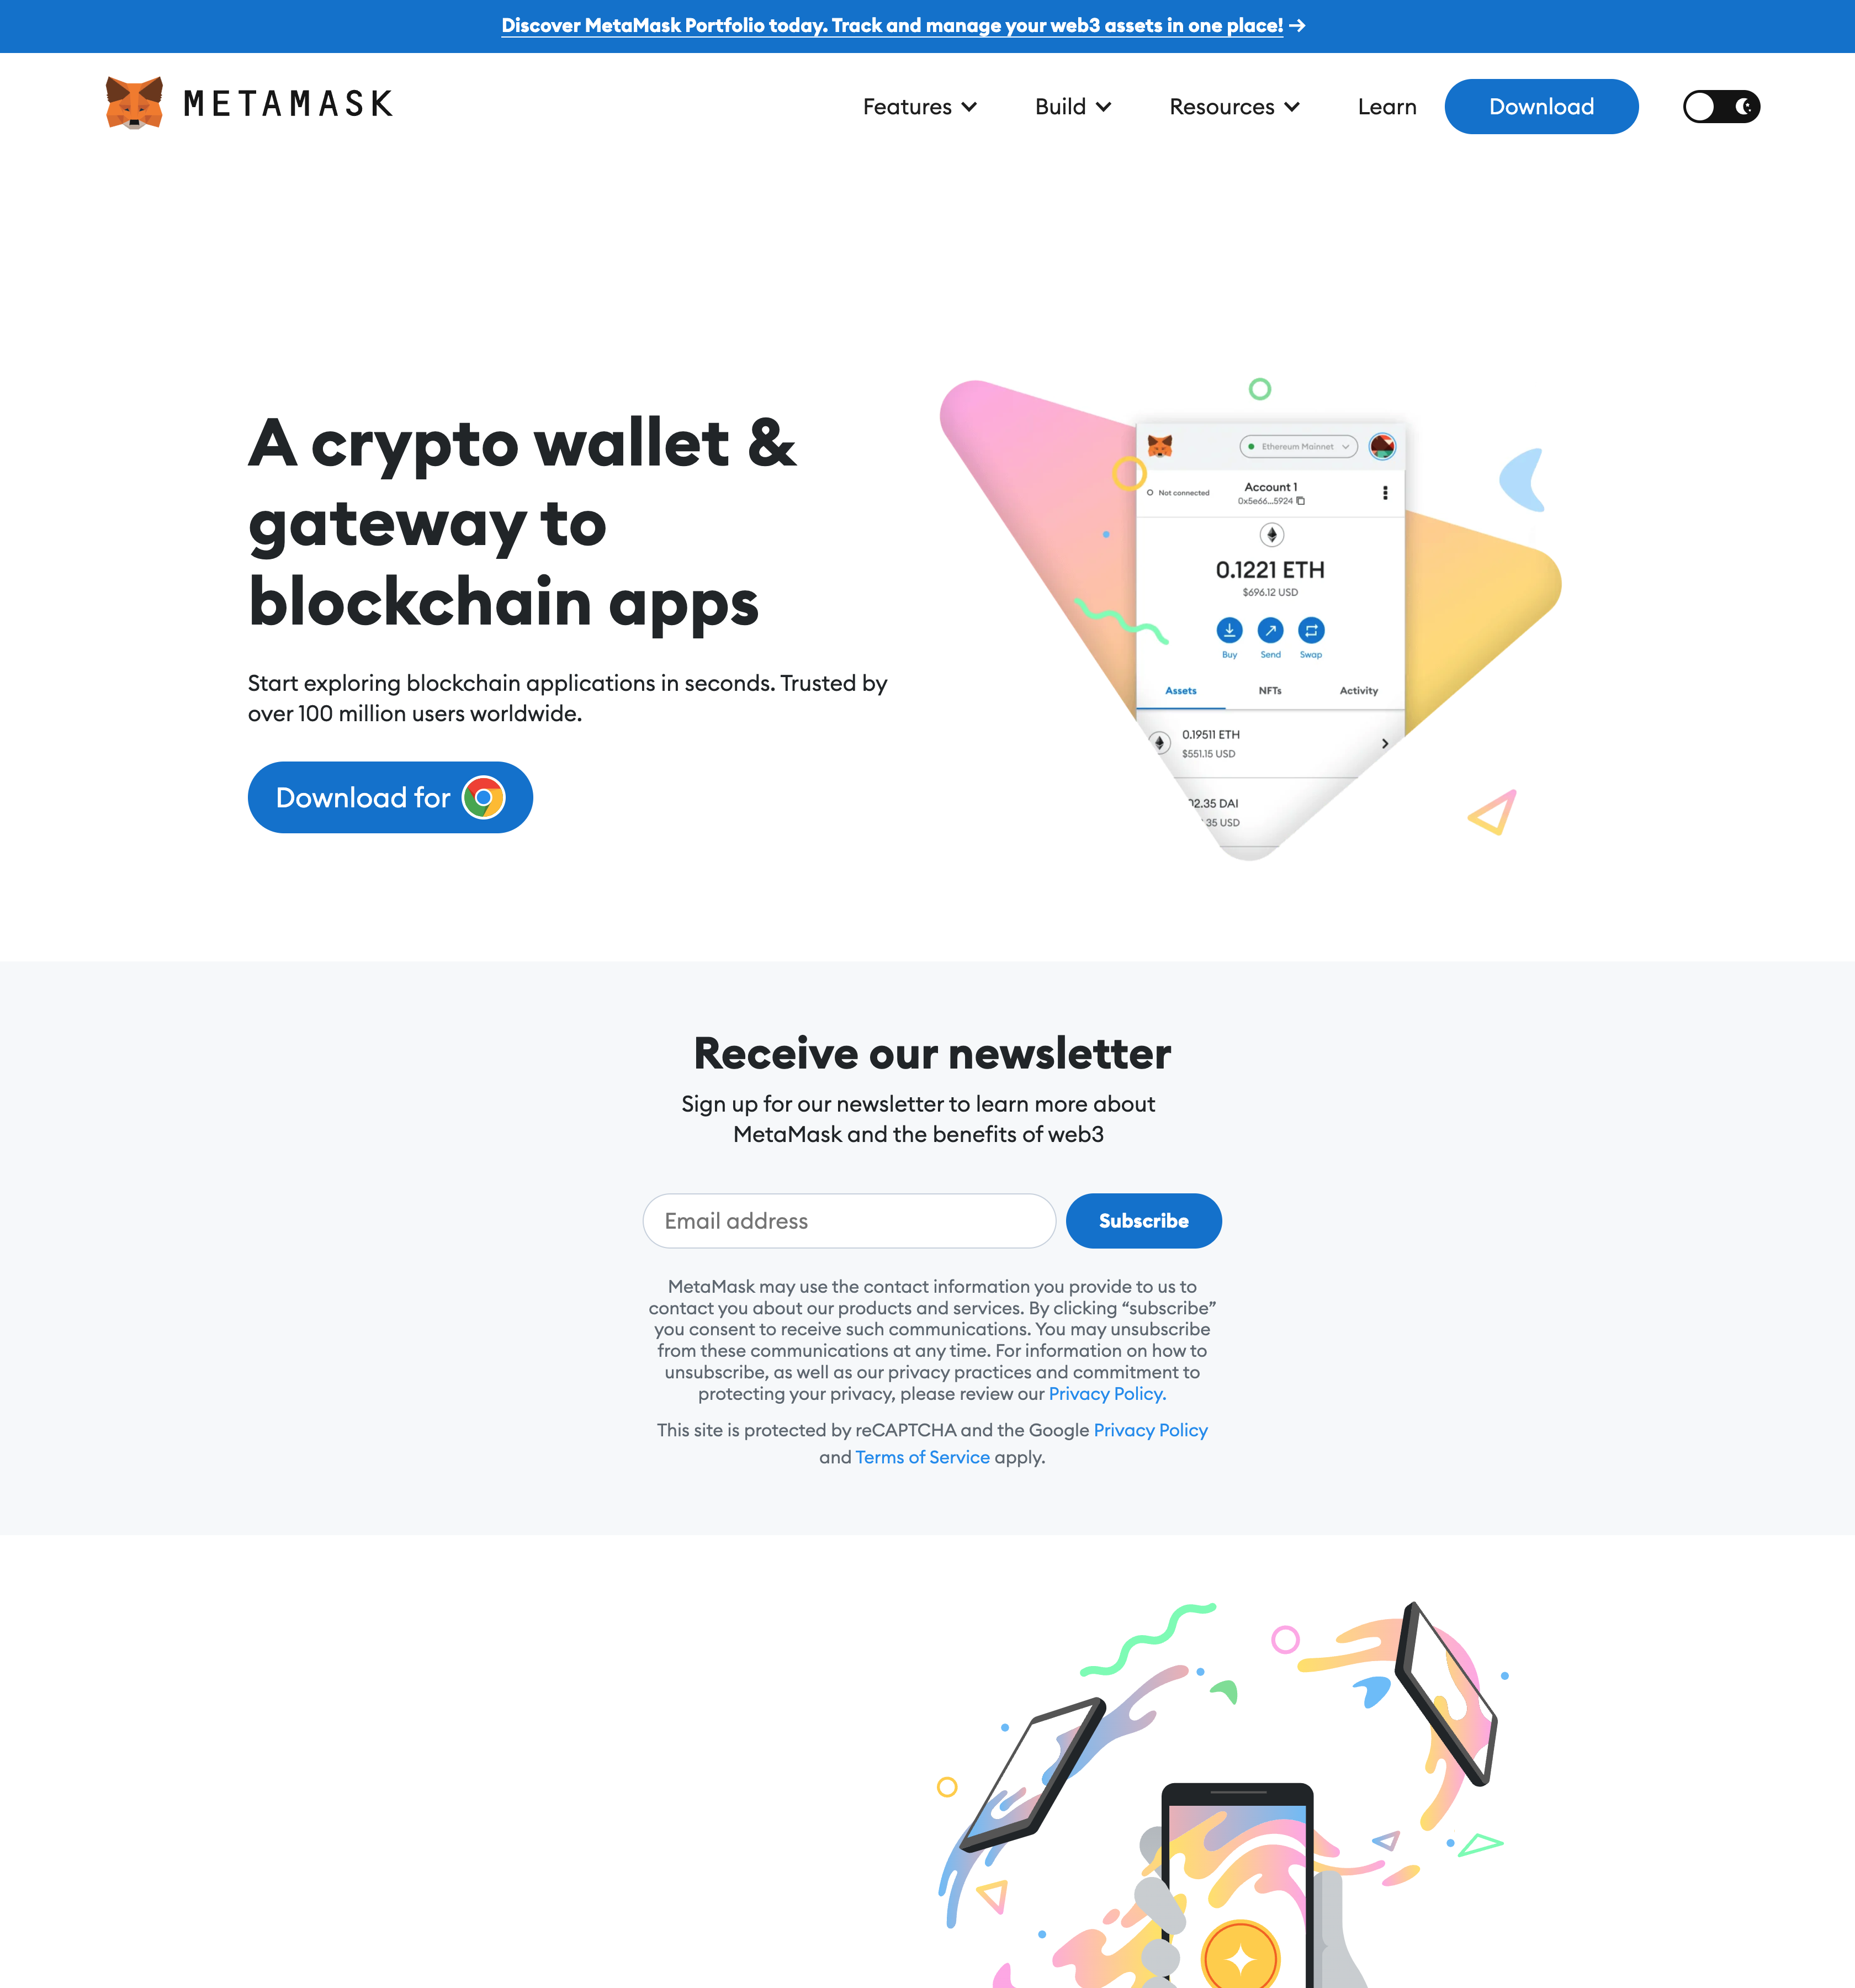 Discover MetaMask Portfolio today. Track and manage your web3 assets in one place! →
METAMASK
Features
Build
Resources
Learn
Download
A crypto wallet &
gateway to
blockchain apps
Start exploring blockchain applications in seconds. Trusted by
over 100 million users worldwide.
Download for
Ethereum Mainnet
Not connected
Account 1
0x5e66...5924
0.1221 ETH
$696.12 USD
Buy
Send
Swap
Assets
NFTs
Activity
0.19511 ETH
$551.15 USD
02.35 DAI
35 USD
Receive our newsletter
Sign up for our newsletter to learn more about
MetaMask and the benefits of web3
Email address
Subscribe
MetaMask may use the contact information you provide to us to
contact you about our products and services. By clicking “subscribe”
you consent to receive such communications. You may unsubscribe
from these communications at any time. For information on how to
unsubscribe, as well as our privacy practices and commitment to
protecting your privacy, please review our Privacy Policy.
This site is protected by reCAPTCHA and the Google Privacy Policy
and Terms of Service apply.